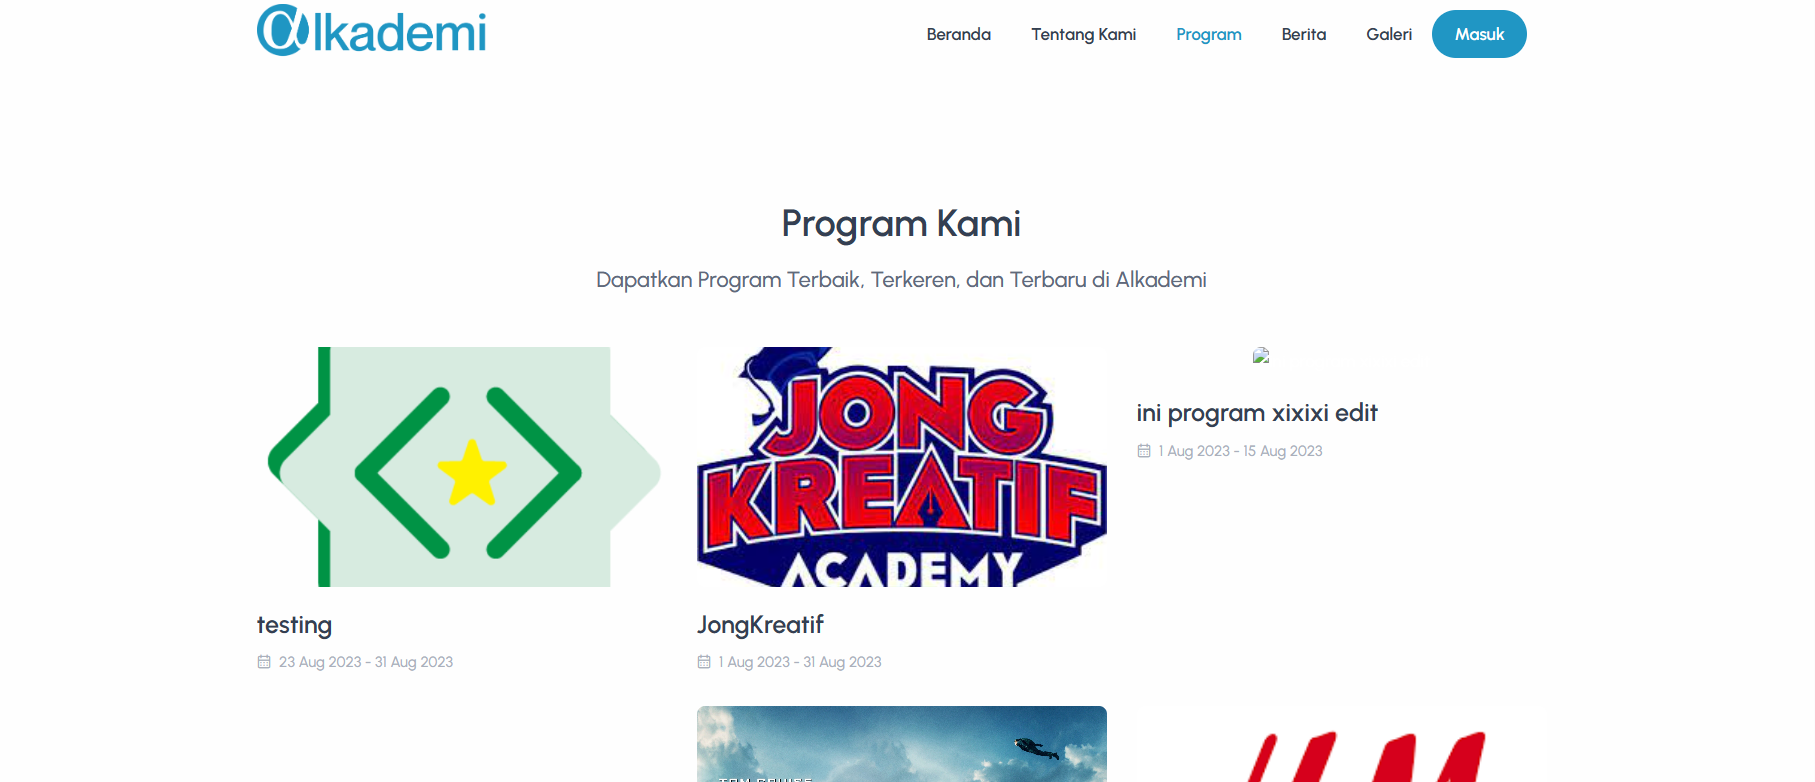 alkademi
Beranda
Tentang Kami
Program
Berita
Galeri
Masuk
Program Kami
Dapatkan Program Terbaik, Terkeren, dan Terbaru di Alkademi
JONG
KREATIF
ACADEMY
ini program xixixi edit
1 Aug 2023 - 15 Aug 2023
testing
23 Aug 2023 - 31 Aug 2023
JongKreatif
1 Aug 2023 - 31 Aug 2023
TOM CRUISE